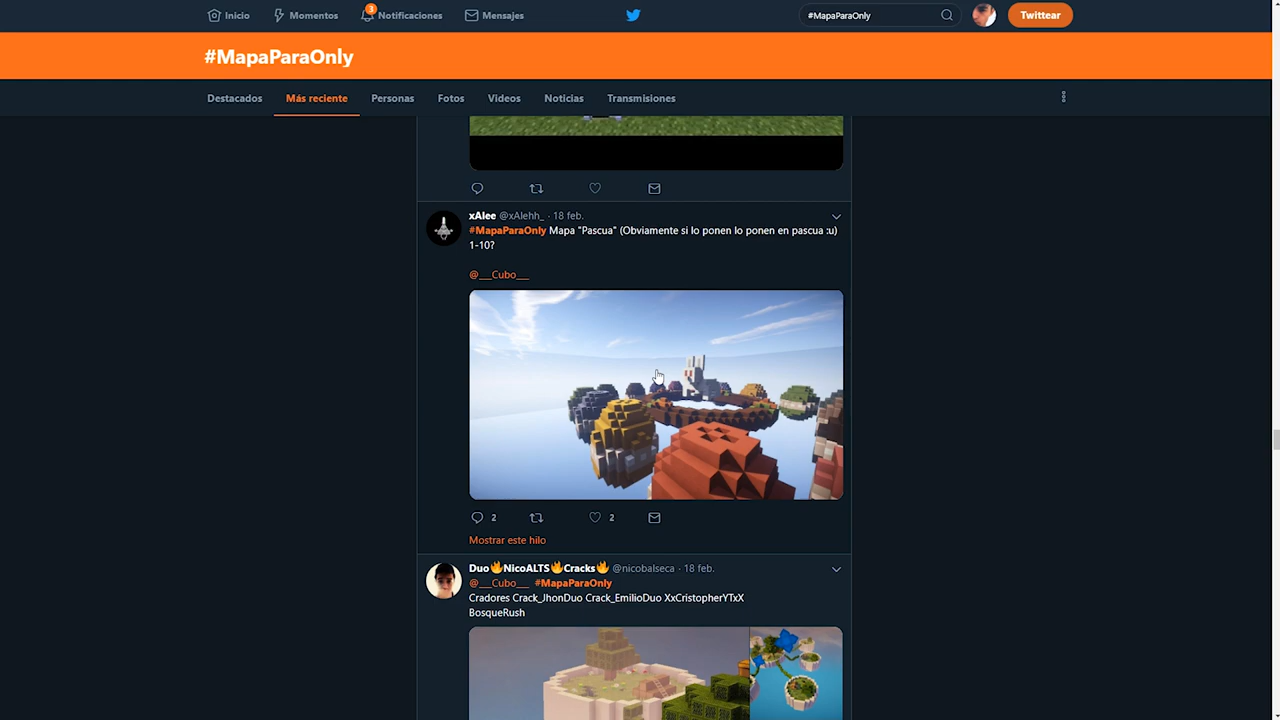 Inicio Momentos 3 Notificaciones Mensajes #MapaParaOnly Twittear
#MapaParaOnly
Destacados Más reciente Personas Fotos Videos Noticias Transmisiones
xAlee @xAlehh_ · 18 feb.
#MapaParaOnly Mapa "Pascua" (Obviamente si lo ponen lo ponen en pascua :u)
1-10?
@___Cubo___
2 2
Mostrar este hilo
Duo🔥NicoALTS🔥Cracks🔥 @nicobalseca · 18 feb.
@___Cubo___ #MapaParaOnly
Cradores Crack_JhonDuo Crack_EmilioDuo XxCristopherYTxX
BosqueRush